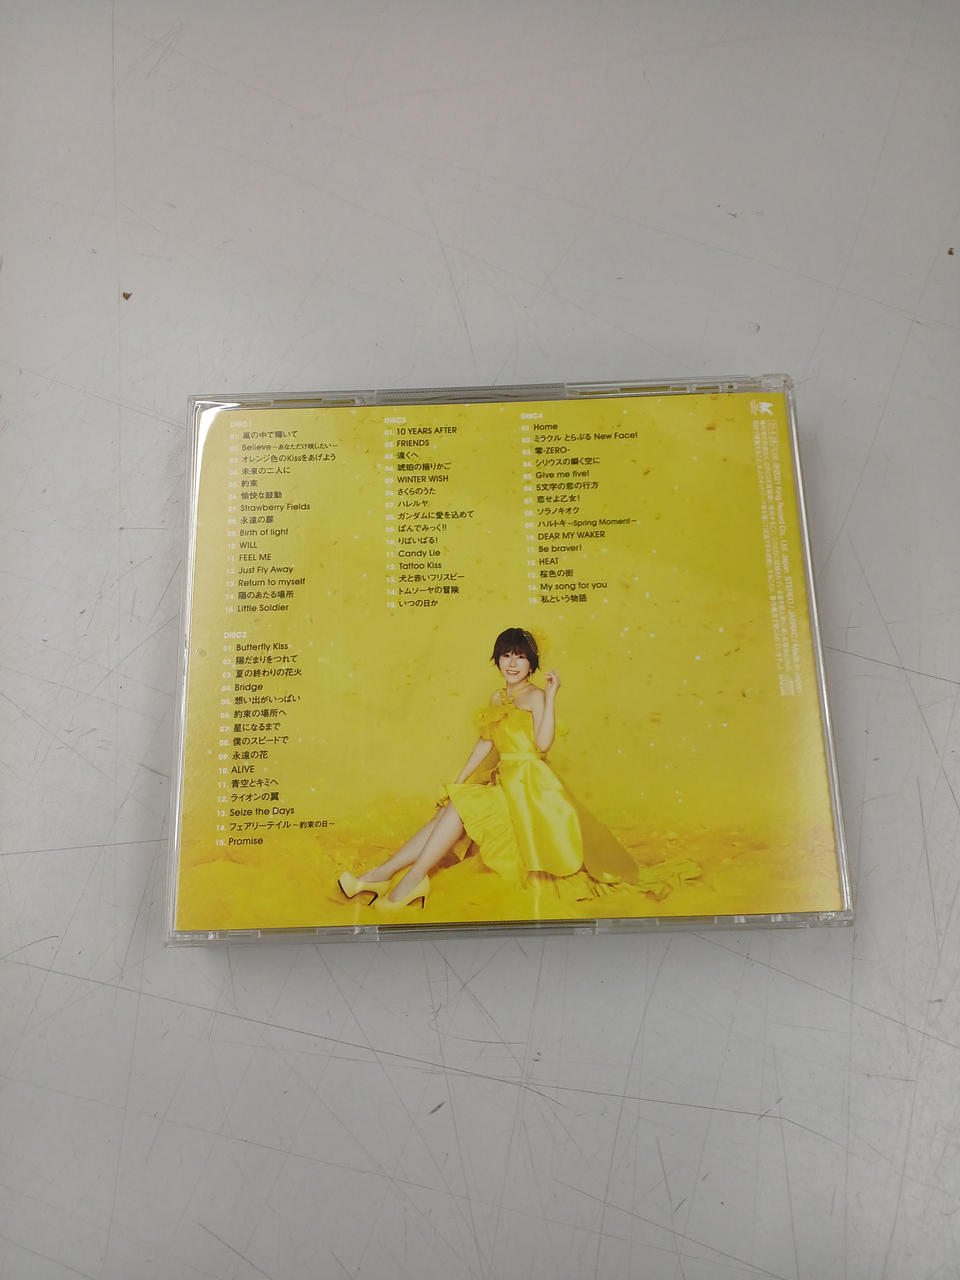 DISC1
01. 嵐の中で輝いて
02. Believe～あなただけ映したい～
03. オレンジ色のKissをあげよう
04. 未来の二人に
05. 約束
06. 愉快な鼓動
07. Strawberry Fields
08. 永遠の扉
09. Birth of light
10. WILL
11. FEEL ME
12. Just Fly Away
13. Return to myself
14. 陽のあたる場所
15. Little Soldier
DISC2
01. Butterfly Kiss
02. 陽だまりをつれて
03. 夏の終わりの花火
04. Bridge
05. 想い出がいっぱい
06. 約束の場所へ
07. 星になるまで
08. 僕のスピードで
09. 永遠の花
10. ALIVE
11. 青空とキミへ
12. ライオンの翼
13. Seize the Days
14. フェアリーテイル～約束の日～
15. Promise
DISC3
01. 10 YEARS AFTER
02. FRIENDS
03. 遠くへ
04. 琥珀の揺りかご
05. WINTER WISH
06. さくらのうた
07. ハレルヤ
08. ガンダムに愛を込めて
09. ぱんでみっく!!
10. りぱいばる!
11. Candy Lie
12. Tattoo Kiss
13. 犬と赤いフリスビー
14. トムソーヤの冒険
15. いつの日か
DISC4
01. Home
02. ミラクル とらぶる New Face!
03. 零-ZERO-
04. シリウスの瞬く空に
05. Give me five!
06. 5文字の恋の行方
07. 恋せよ乙女!
08. ソラノキオク
09. ハルトキ～Spring Moment～
10. DEAR MY WAKER
11. Be braver!
12. HEAT
13. 桜色の街
14. My song for you
15. 私という物語
℗©2021 King Record Co., Ltd. Japan STEREO / JASRAC / Made in Japan